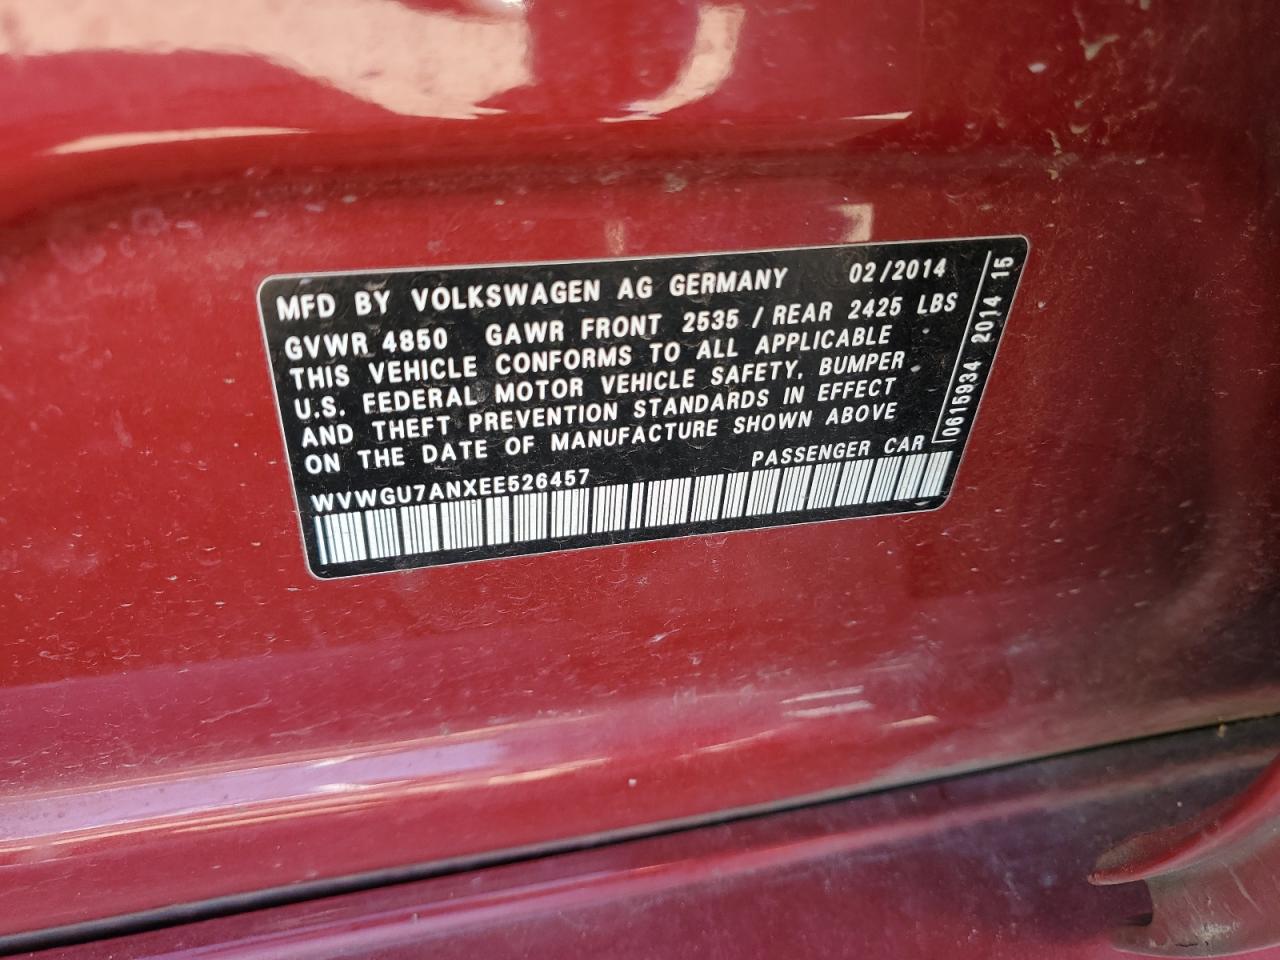 MFD BY VOLKSWAGEN AG GERMANY 02/2014
GVWR 4850 GAWR FRONT 2535 / REAR 2425 LBS
THIS VEHICLE CONFORMS TO ALL APPLICABLE
U.S. FEDERAL MOTOR VEHICLE SAFETY, BUMPER
AND THEFT PREVENTION STANDARDS IN EFFECT
ON THE DATE OF MANUFACTURE SHOWN ABOVE
PASSENGER CAR
WVWGU7ANXEE526457
0615934 2014 15